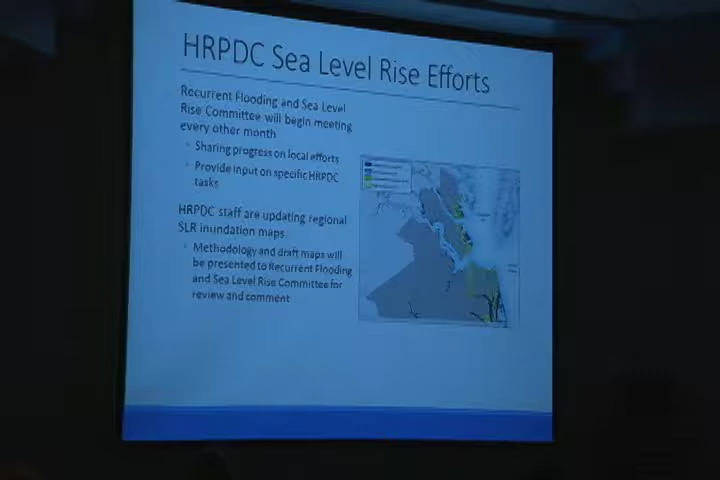 HRPDC Sea Level Rise Efforts
Recurrent Flooding and Sea Level
Rise Committee will begin meeting
every other month
Sharing progress on local efforts
Provide input on specific HRPDC
tasks
HRPDC staff are updating regional
SLR inundation maps
Methodology and draft maps will
be presented to Recurrent Flooding
and Sea Level Rise Committee for
review and comment